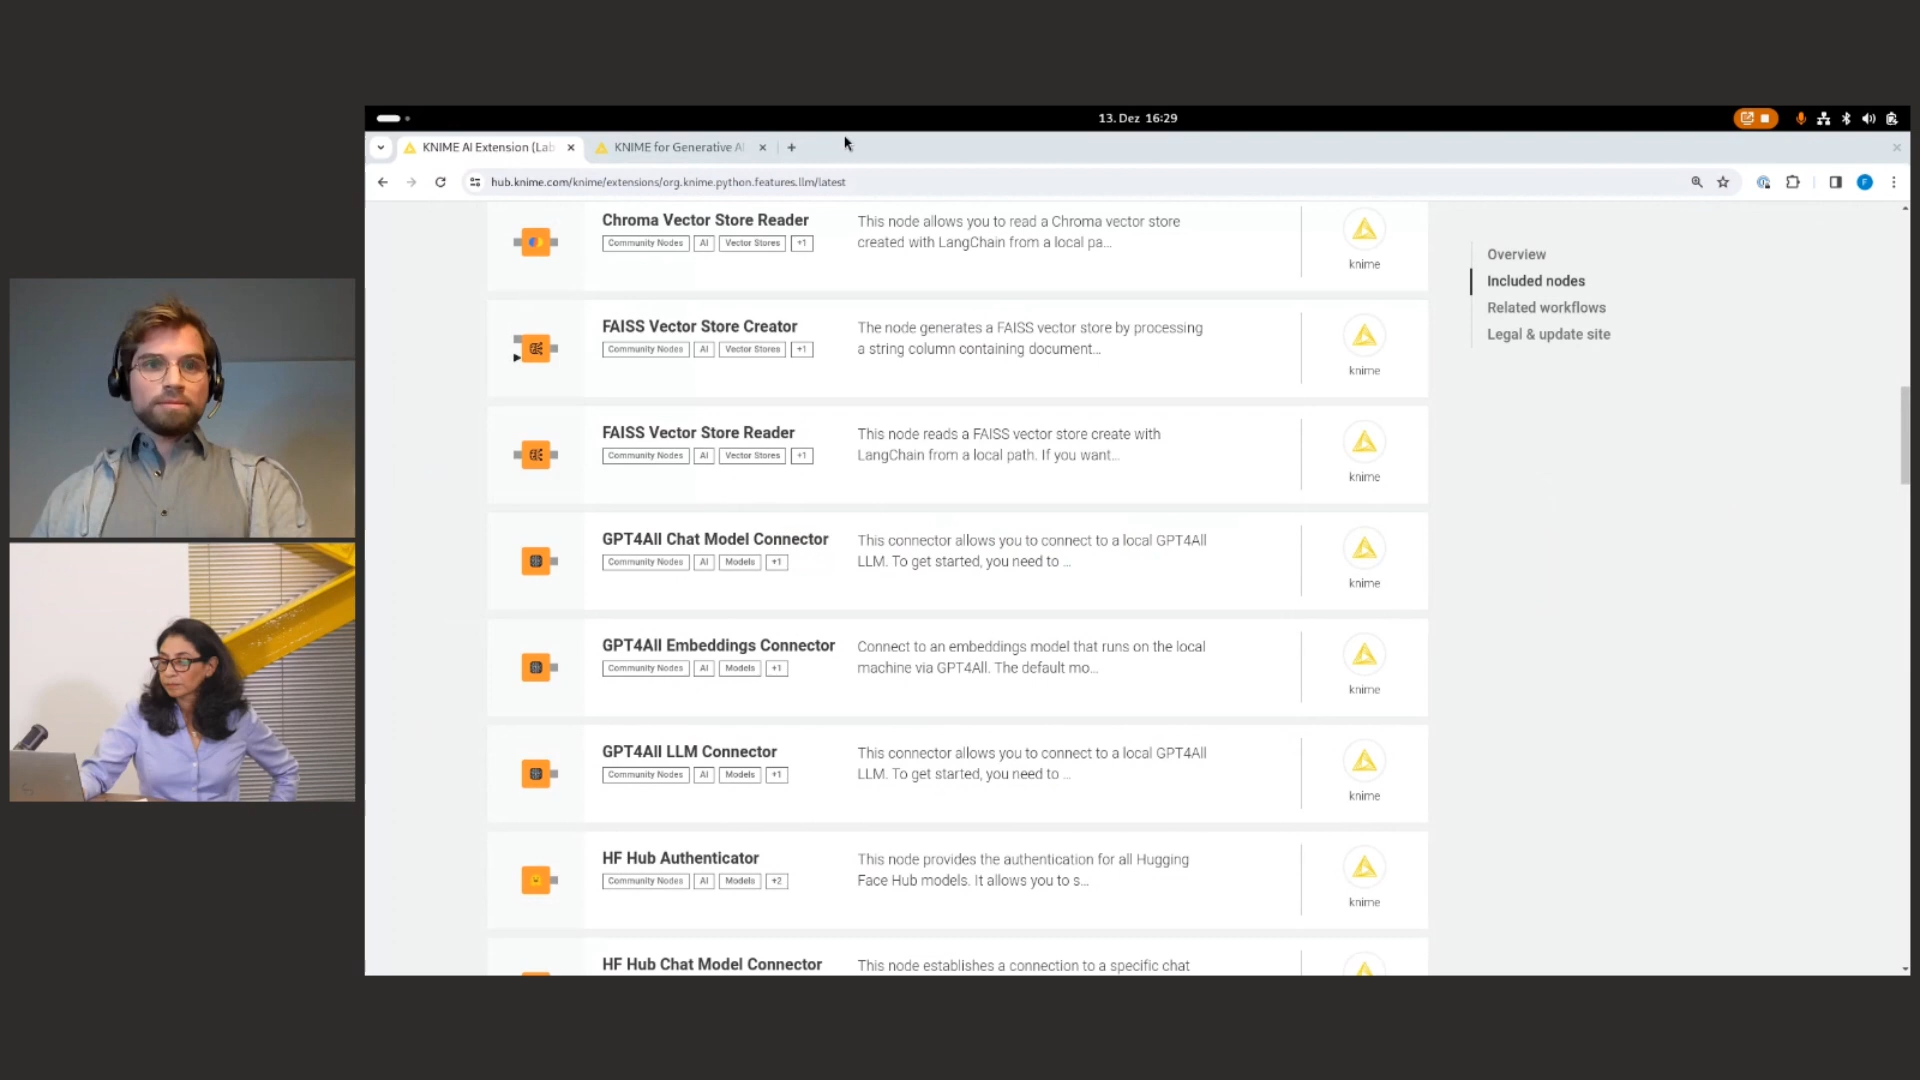 13. Dez 16:29
KNIME AI Extension (Lab
KNIME for Generative AI
hub.knime.com/knime/extensions/org.knime.python.features.llm/latest
Chroma Vector Store Reader
Community Nodes AI Vector Stores +1
This node allows you to read a Chroma vector store
created with LangChain from a local pa...
knime
FAISS Vector Store Creator
Community Nodes AI Vector Stores +1
The node generates a FAISS vector store by processing
a string column containing document...
knime
FAISS Vector Store Reader
Community Nodes AI Vector Stores +1
This node reads a FAISS vector store create with
LangChain from a local path. If you want...
knime
GPT4All Chat Model Connector
Community Nodes AI Models +1
This connector allows you to connect to a local GPT4All
LLM. To get started, you need to ...
knime
GPT4All Embeddings Connector
Community Nodes AI Models +1
Connect to an embeddings model that runs on the local
machine via GPT4All. The default mo...
knime
GPT4All LLM Connector
Community Nodes AI Models +1
This connector allows you to connect to a local GPT4All
LLM. To get started, you need to ...
knime
HF Hub Authenticator
Community Nodes AI Models +2
This node provides the authentication for all Hugging
Face Hub models. It allows you to s...
knime
HF Hub Chat Model Connector
This node establishes a connection to a specific chat
Overview
Included nodes
Related workflows
Legal & update site
F